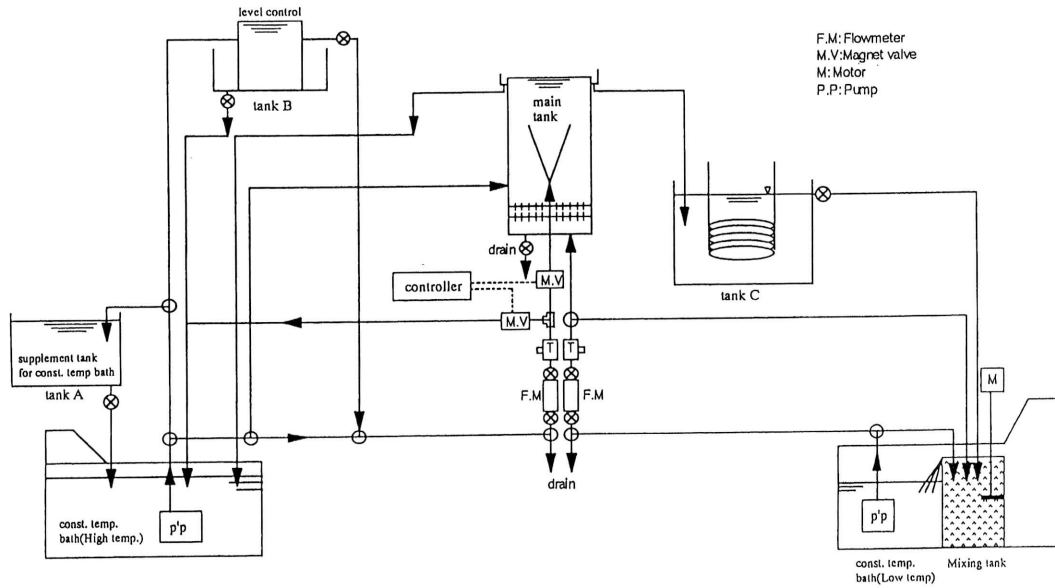 level control
tank B
F.M: Flowmeter
M.V: Magnet valve
M: Motor
P.P: Pump
main
tank
drain
M.V
controller
M.V
tank C
supplement tank
for const. temp bath
tank A
T
T
F.M
F.M
M
drain
const. temp.
bath(High temp.)
p'p
p'p
const. temp.
bath(Low temp)
Mixing tank